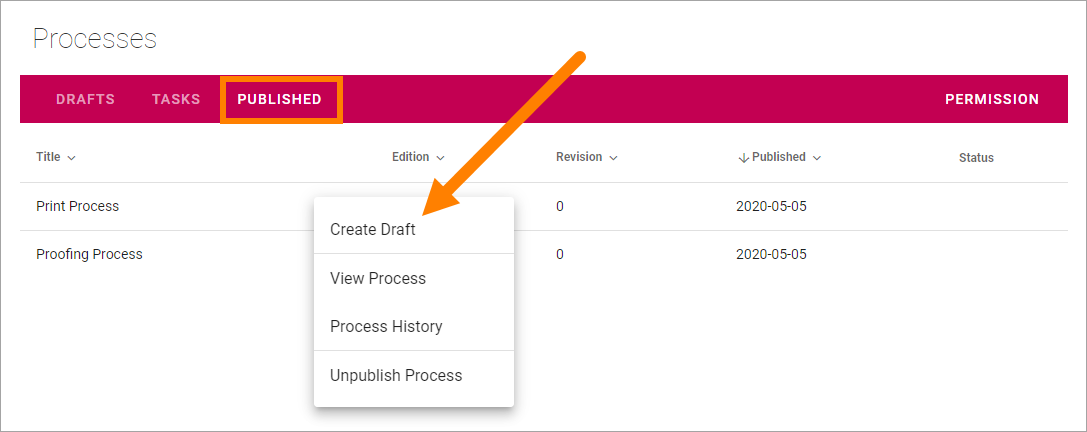 Processes
DRAFTS TASKS PUBLISHED PERMISSION
Title Edition Revision Published Status
Print Process 0 2020-05-05
Create Draft
Proofing Process 0 2020-05-05
View Process
Process History
Unpublish Process